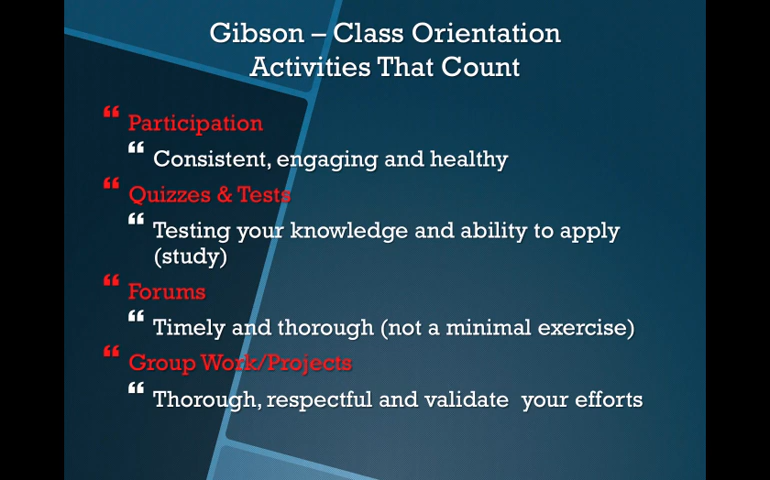 Gibson – Class Orientation
Activities That Count
“ Participation
“ Consistent, engaging and healthy
“ Quizzes & Tests
“ Testing your knowledge and ability to apply
(study)
“ Forums
“ Timely and thorough (not a minimal exercise)
“ Group Work/Projects
“ Thorough, respectful and validate  your efforts